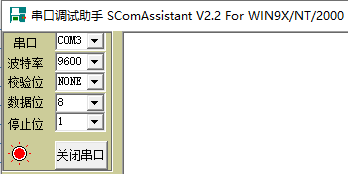 串口调试助手 SComAssistant V2.2 For WIN9X/NT/2000
串口 COM3
波特率 9600
校验位 NONE
数据位 8
停止位 1
关闭串口